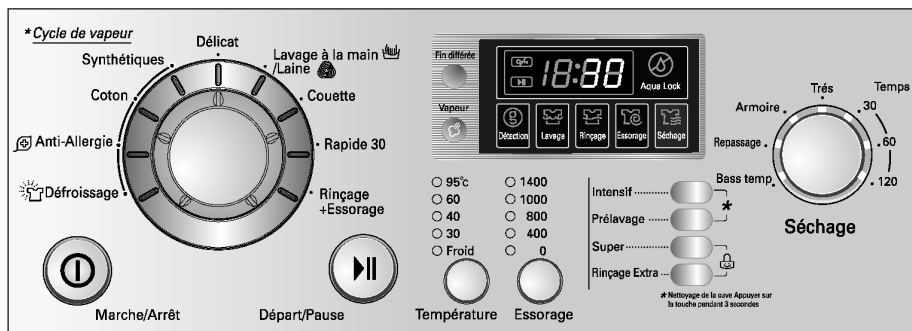 * Cycle de vapeur
Délicat
Synthétiques
Lavage à la main
/Laine
Coton
Couette
Anti-Allergie
Rapide 30
Défroissage
Rinçage
+Essorage
Marche/Arrêt
Départ/Pause
Fin différée
Vapeur
18:88
Aqua Lock
Détection
Lavage
Rinçage
Essorage
Séchage
95°c
60
40
30
Froid
Température
1400
1000
800
400
0
Essorage
Intensif
Prélavage
*
Super
Rinçage Extra
* Nettoyage de la cuve Appuyer sur
la touche pendant 3 secondes
Trés
Temps
Armoire
30
Repassage
60
Bass temp.
120
Séchage